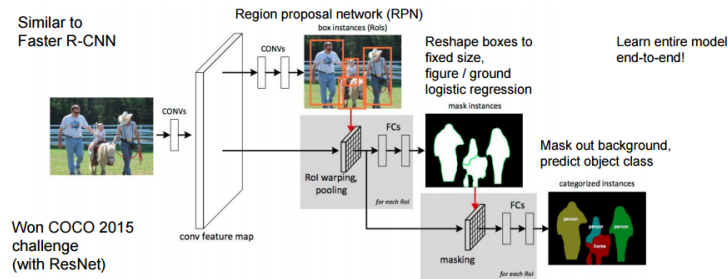 Similar to
Faster R-CNN
Region proposal network (RPN)
box instances (RoIs)
CONVs
CONVs
Reshape boxes to
fixed size,
figure / ground
logistic regression
mask instances
Learn entire model
end-to-end!
FCs
RoI warping,
pooling
for each RoI
Mask out background,
predict object class
categorized instances
person
person
person
horse
FCs
masking
for each RoI
conv feature map
Won COCO 2015
challenge
(with ResNet)